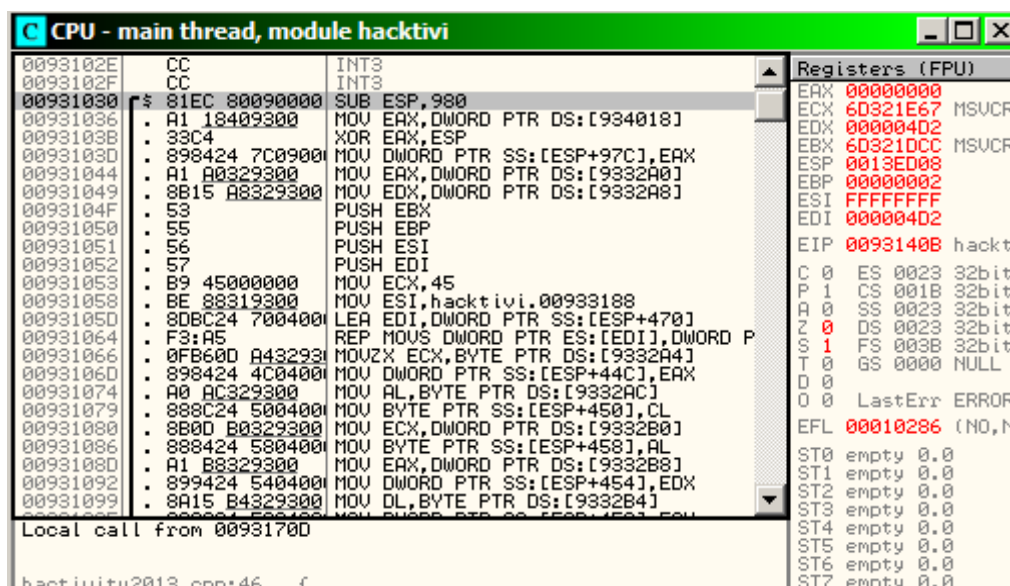 C CPU - main thread, module hacktivi
0093102E CC INT3
0093102F CC INT3
00931030 $ 81EC 80090000 SUB ESP,980
00931036 . A1 18409300 MOV EAX,DWORD PTR DS:[934018]
0093103B . 33C4 XOR EAX,ESP
0093103D . 898424 7C0900 MOV DWORD PTR SS:[ESP+97C],EAX
00931044 . A1 A0329300 MOV EAX,DWORD PTR DS:[9332A0]
00931049 . 8B15 A8329300 MOV EDX,DWORD PTR DS:[9332A8]
0093104F . 53 PUSH EBX
00931050 . 55 PUSH EBP
00931051 . 56 PUSH ESI
00931052 . 57 PUSH EDI
00931053 . B9 45000000 MOV ECX,45
00931058 . BE 88319300 MOV ESI,hacktivi.00933188
0093105D . 8DBC24 700400 LEA EDI,DWORD PTR SS:[ESP+470]
00931064 . F3:A5 REP MOVS DWORD PTR ES:[EDI],DWORD P
00931066 . 0FB60D A43293 MOVZX ECX,BYTE PTR DS:[9332A4]
0093106D . 898424 4C0400 MOV DWORD PTR SS:[ESP+44C],EAX
00931074 . A0 AC329300 MOV AL,BYTE PTR DS:[9332AC]
00931079 . 888C24 500400 MOV BYTE PTR SS:[ESP+450],CL
00931080 . 8B0D B0329300 MOV ECX,DWORD PTR DS:[9332B0]
00931086 . 888424 580400 MOV BYTE PTR SS:[ESP+458],AL
0093108D . A1 B8329300 MOV EAX,DWORD PTR DS:[9332B8]
00931092 . 899424 540400 MOV DWORD PTR SS:[ESP+454],EDX
00931099 . 8A15 B4329300 MOV DL,BYTE PTR DS:[9332B4]
Local call from 0093170D
hactivity2013.cpp:46. {
Registers (FPU)
EAX 00000000
ECX 6D321E67 MSVCR
EDX 000004D2
EBX 6D321DCC MSVCR
ESP 0013ED08
EBP 00000002
ESI FFFFFFFF
EDI 000004D2
EIP 0093140B hackt
C 0 ES 0023 32bit
P 1 CS 001B 32bit
A 0 SS 0023 32bit
Z 0 DS 0023 32bit
S 1 FS 003B 32bit
T 0 GS 0000 NULL
D 0
O 0 LastErr ERROR
EFL 00010286 (NO,N
ST0 empty 0.0
ST1 empty 0.0
ST2 empty 0.0
ST3 empty 0.0
ST4 empty 0.0
ST5 empty 0.0
ST6 empty 0.0
ST7 empty 0.0